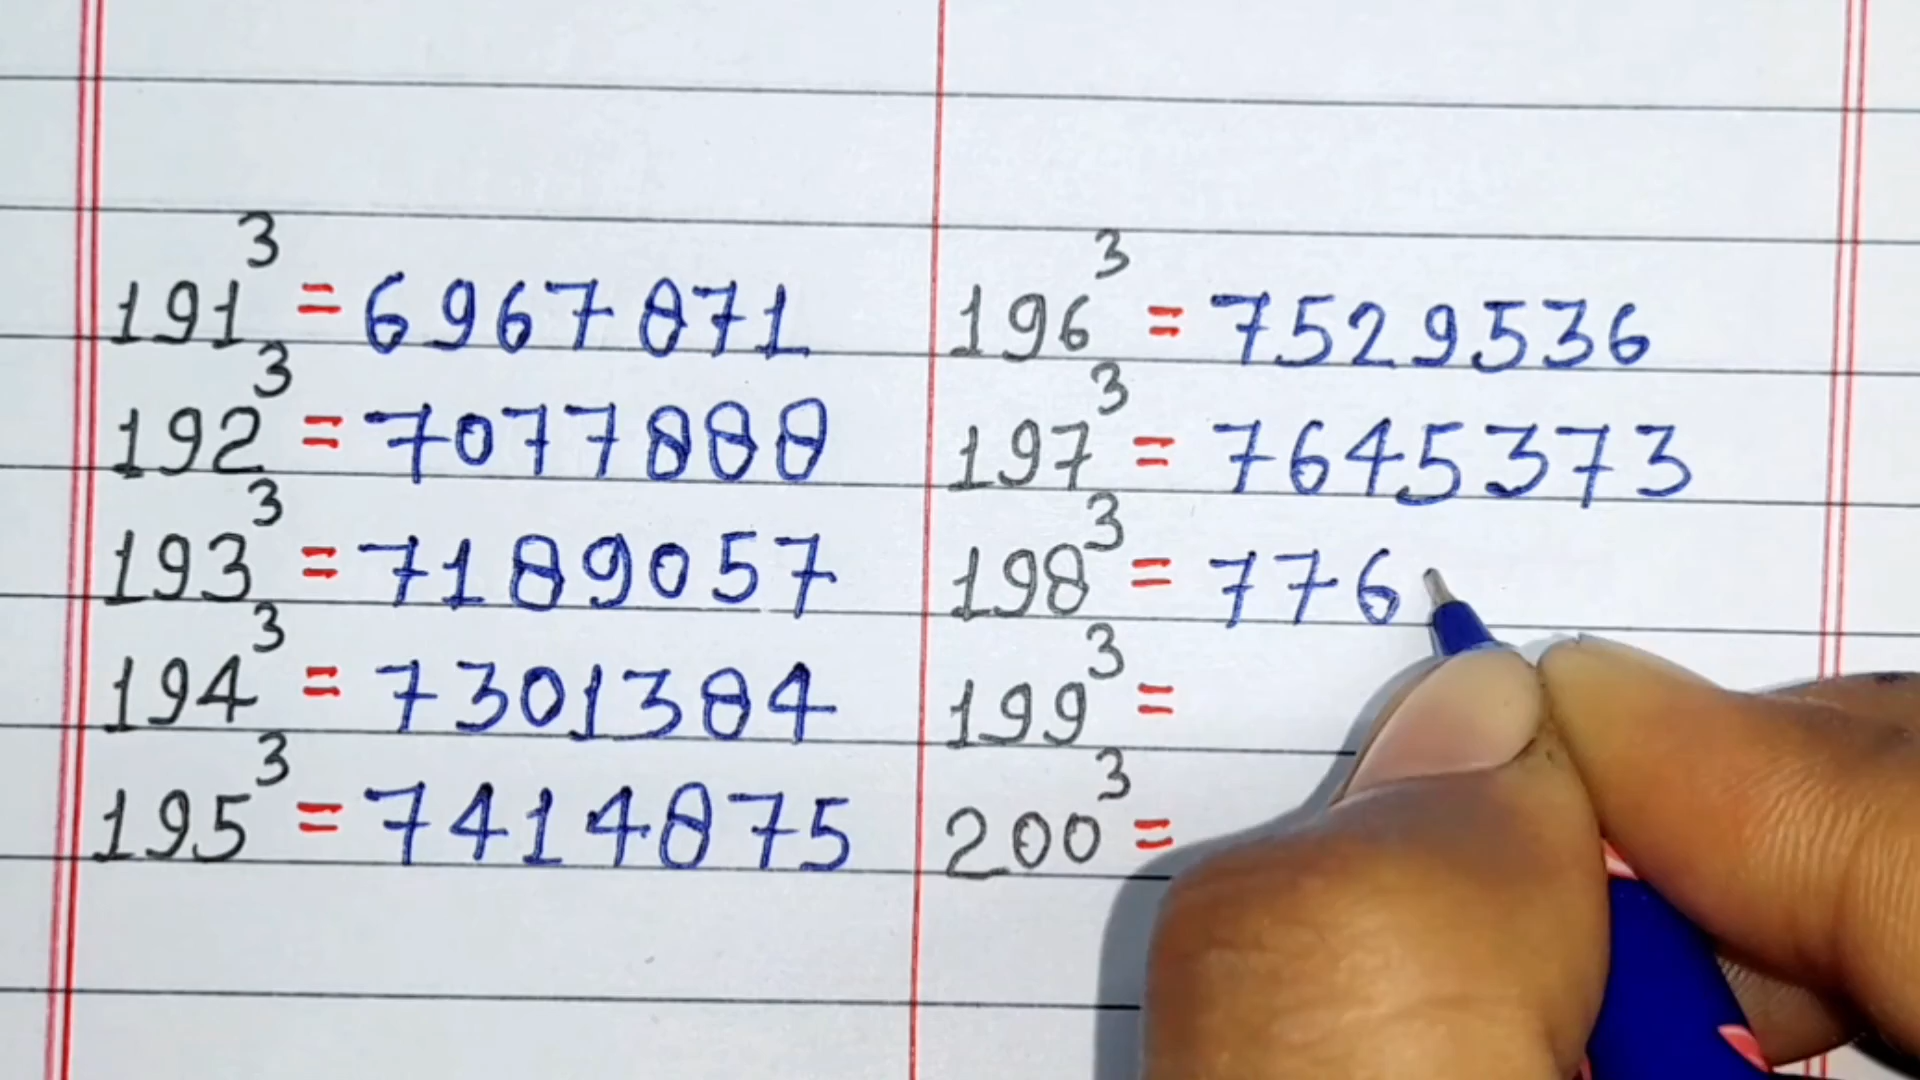 191³ = 6967871
192³ = 7077888
193³ = 7189057
194³ = 7301384
195³ = 7414875
196³ = 7529536
197³ = 7645373
198³ = 776
199³ =
200³ =